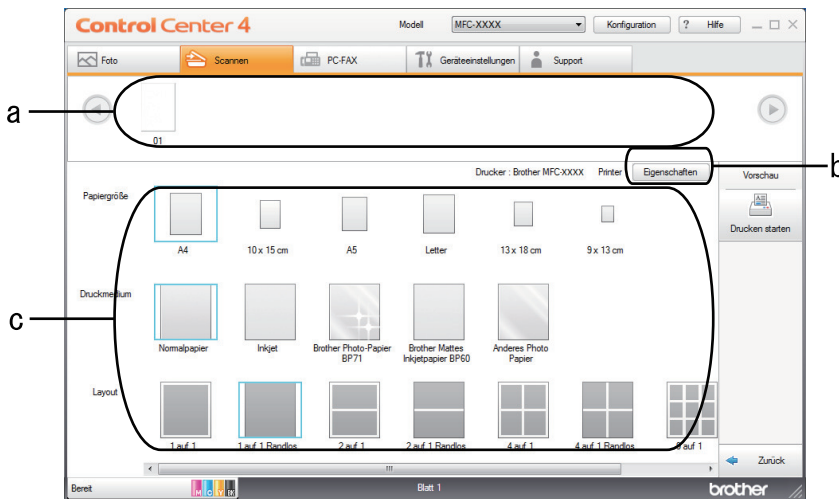 Control Center 4
Modell MFC-XXXX Konfiguration ? Hilfe
Foto Scannen PC-FAX Geräteeinstellungen Support
a
01
Drucker : Brother MFC-XXXX Printer Eigenschaften
b
Vorschau
Papiergröße
Drucken starten
A4 10 x 15 cm A5 Letter 13 x 18 cm 9 x 13 cm
Druckmedium
c
Normalpapier Inkjet Brother Photo-Papier BP71 Brother Mattes Inkjetpapier BP60 Anderes Photo Papier
Layout
1 auf 1 1 auf 1 Randlos 2 auf 1 2 auf 1 Randlos 4 auf 1 4 auf 1 Randlos auf 1
Zurück
Bereit M C Y BK Blatt 1 brother